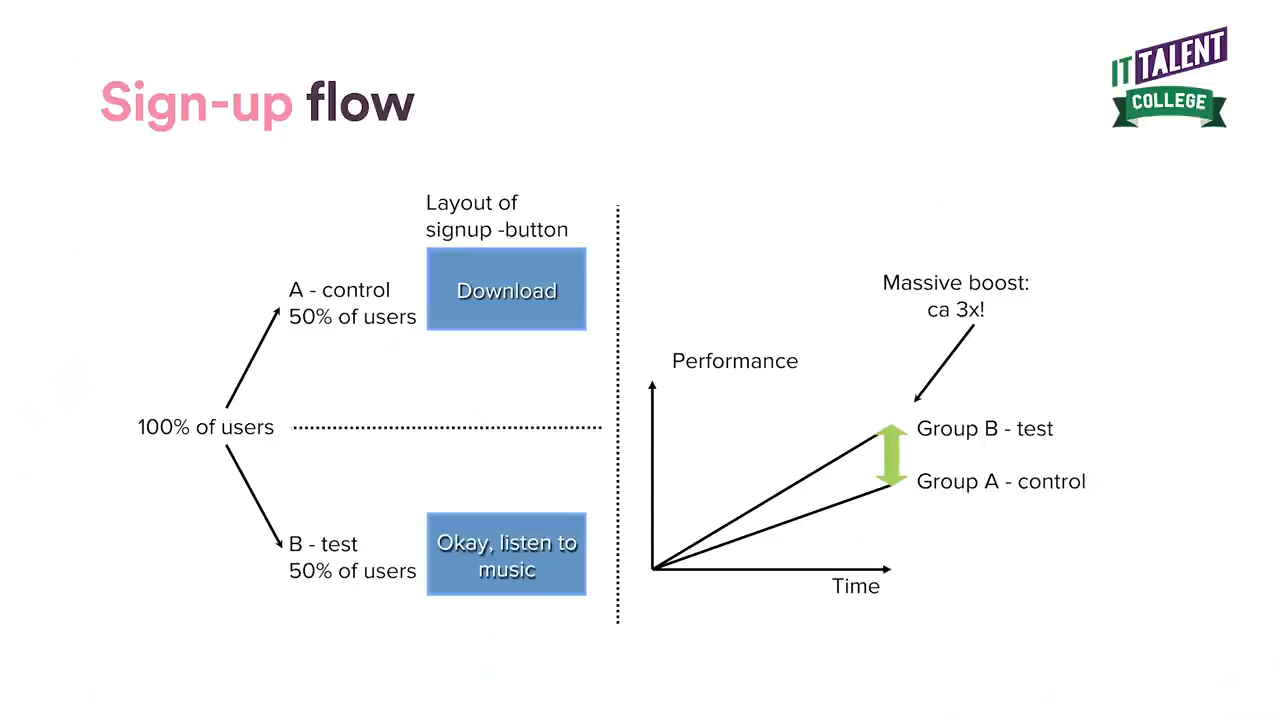 Sign-up flow
IT TALENT
COLLEGE
Layout of
signup -button
Download
A - control
50% of users
100% of users
B - test
50% of users
Okay, listen to
music
Massive boost:
ca 3x!
Performance
Group B - test
Group A - control
Time